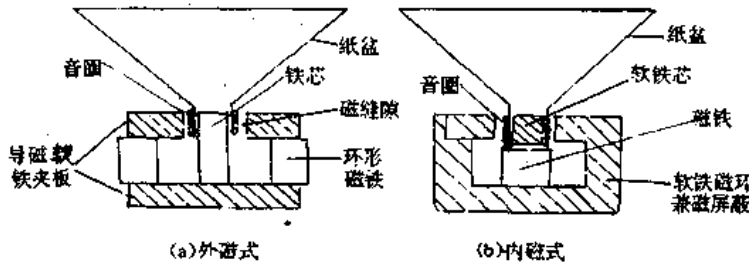 纸盆
音圈
铁芯
磁缝隙
导磁软
铁夹板
环形
磁铁
(a)外磁式
纸盆
音圈
软铁芯
磁铁
软铁磁环
兼磁屏蔽
(b)内磁式